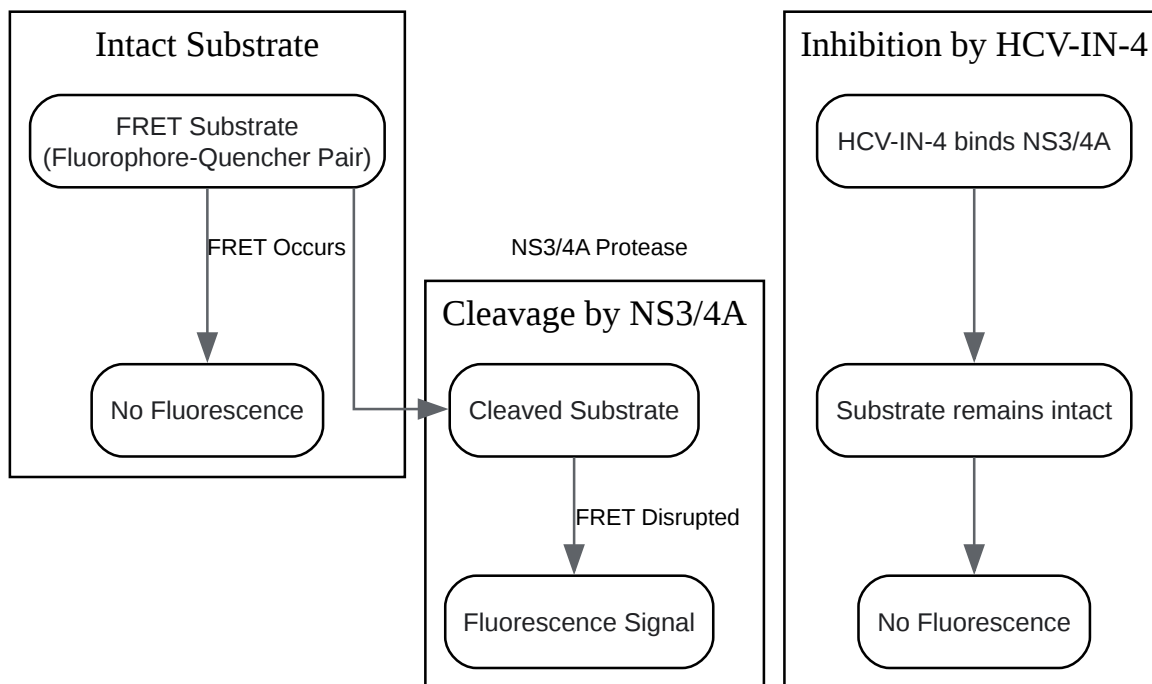 Intact Substrate
FRET Substrate
(Fluorophore-Quencher Pair)
FRET Occurs
No Fluorescence
NS3/4A Protease
Cleavage by NS3/4A
Cleaved Substrate
FRET Disrupted
Fluorescence Signal
Inhibition by HCV-IN-4
HCV-IN-4 binds NS3/4A
Substrate remains intact
No Fluorescence